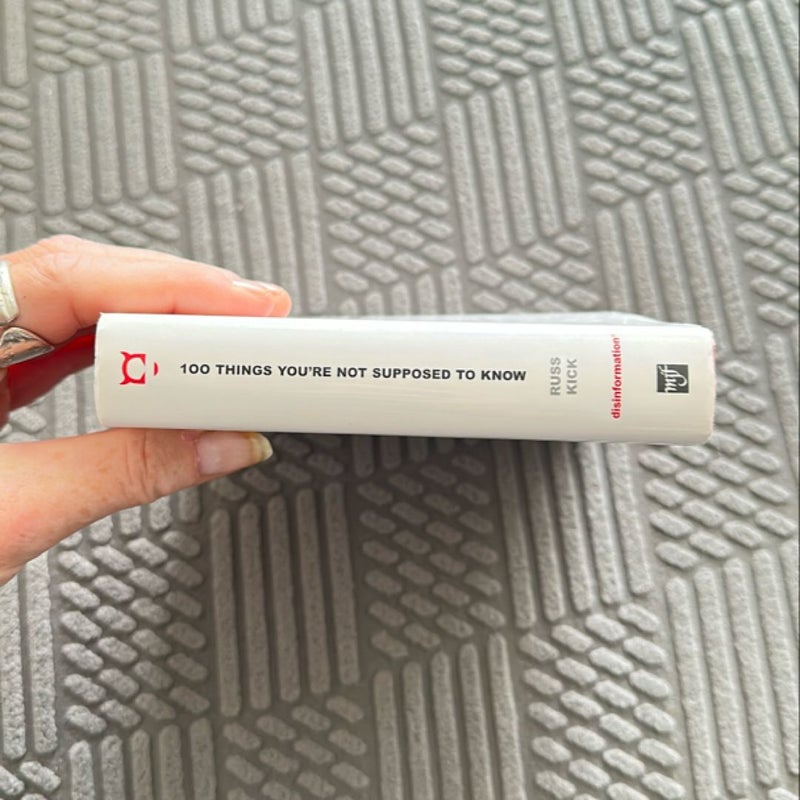 100 THINGS YOU'RE NOT SUPPOSED TO KNOW
RUSS
KICK
disinformation®
mjf